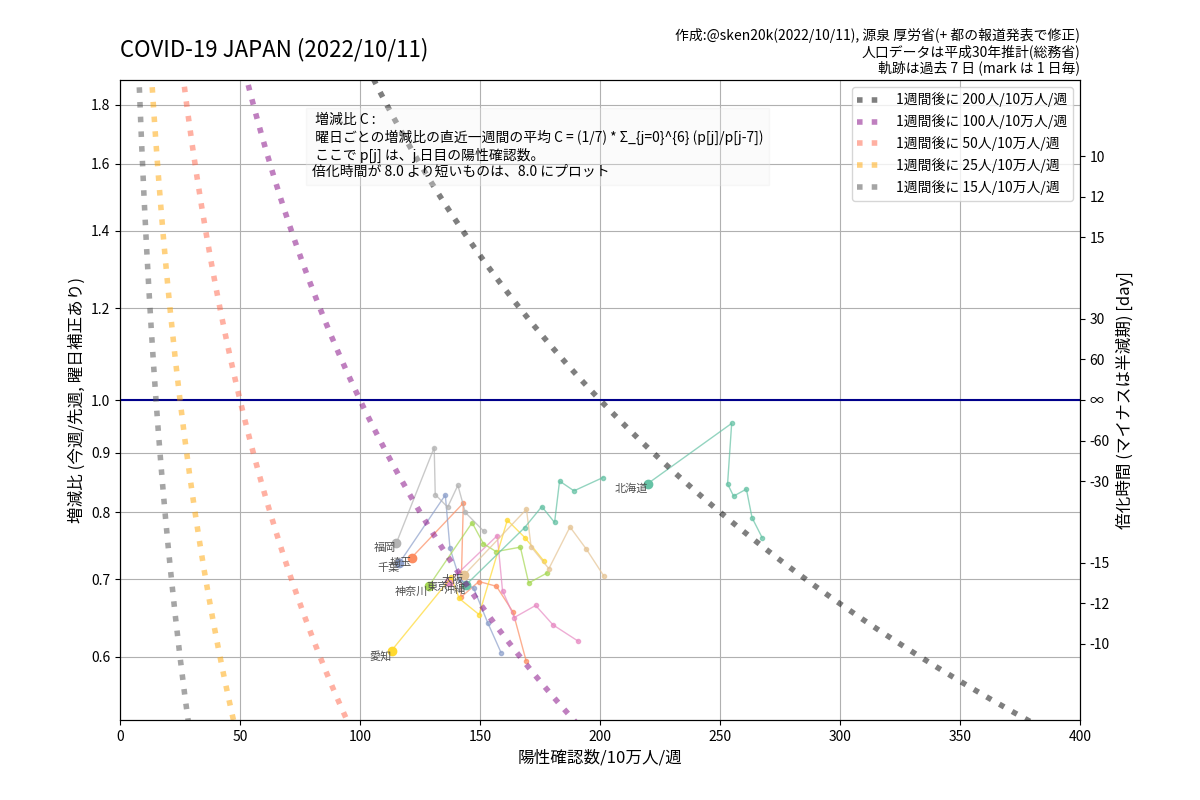 COVID-19 JAPAN (2022/10/11)
作成:@sken20k(2022/10/11), 源泉 厚労省(+ 都の報道発表で修正)
人口データは平成30年推計(総務省)
軌跡は過去 7 日 (mark は 1 日毎)
増減比 C :
曜日ごとの増減比の直近一週間の平均 C = (1/7) * Σ_{j=0}^{6} (p[j]/p[j-7])
ここで p[j] は、j 日目の陽性確認数。
倍化時間が 8.0 より短いものは、8.0 にプロット
1週間後に 200人/10万人/週
1週間後に 100人/10万人/週
1週間後に 50人/10万人/週
1週間後に 25人/10万人/週
1週間後に 15人/10万人/週
増減比 (今週/先週, 曜日補正あり)
1.8
1.6
1.4
1.2
1.0
0.9
0.8
0.7
0.6
10
12
15
30
60
∞
-60
-30
-15
-12
-10
倍化時間 (マイナスは半減期) [day]
北海道
福岡
埼玉
千葉
大阪
神奈川
東京
沖縄
愛知
0
50
100
150
200
250
300
350
400
陽性確認数/10万人/週